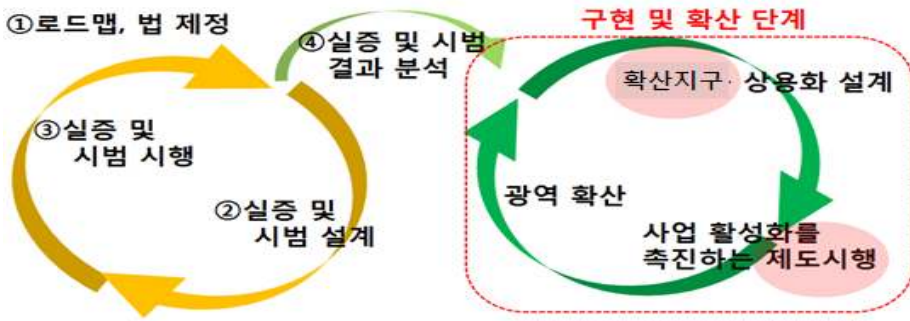 ①로드맵, 법 제정
④실증 및 시범
결과 분석
③실증 및
시범 시행
②실증 및
시범 설계
구현 및 확산 단계
확산지구· 상용화 설계
광역 확산
사업 활성화를
촉진하는 제도시행